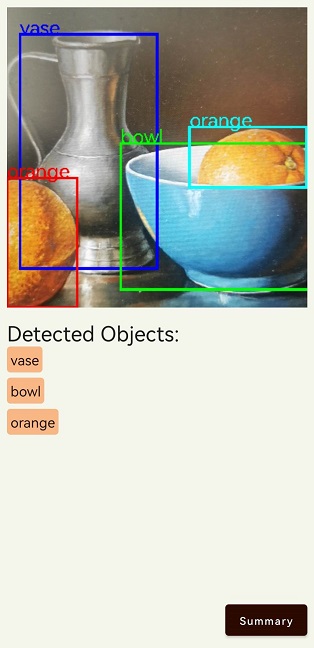 vase
orange
bowl
orange
Detected Objects:
vase
bowl
orange
Summary